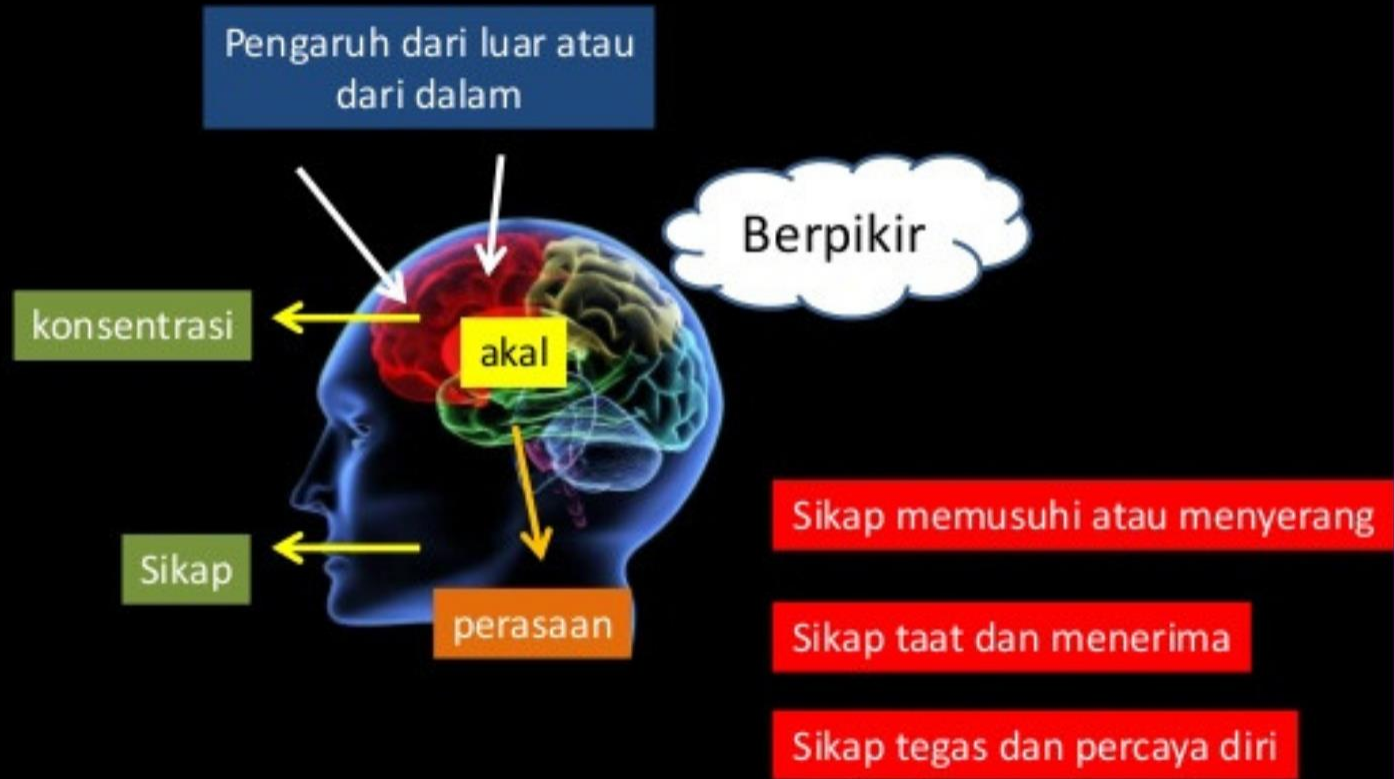 Pengaruh dari luar atau
dari dalam
Berpikir
konsentrasi
akal
Sikap
perasaan
Sikap memusuhi atau menyerang
Sikap taat dan menerima
Sikap tegas dan percaya diri